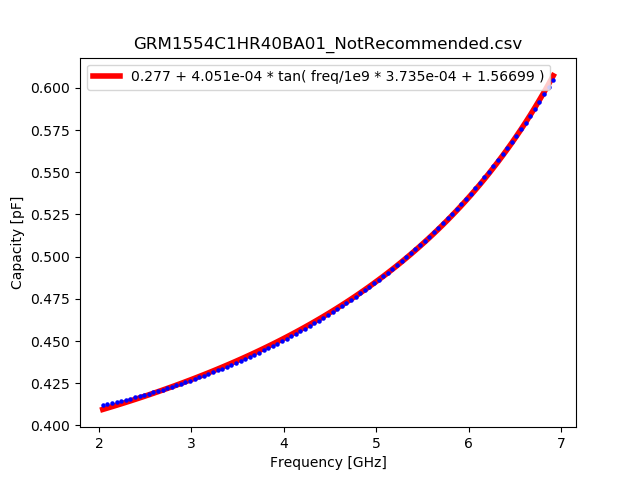 GRM1554C1HR40BA01_NotRecommended.csv
0.277 + 4.051e-04 * tan( freq/1e9 * 3.735e-04 + 1.56699 )
0.600
0.575
0.550
0.525
0.500
0.475
0.450
0.425
0.400
Capacity [pF]
2 3 4 5 6 7
Frequency [GHz]